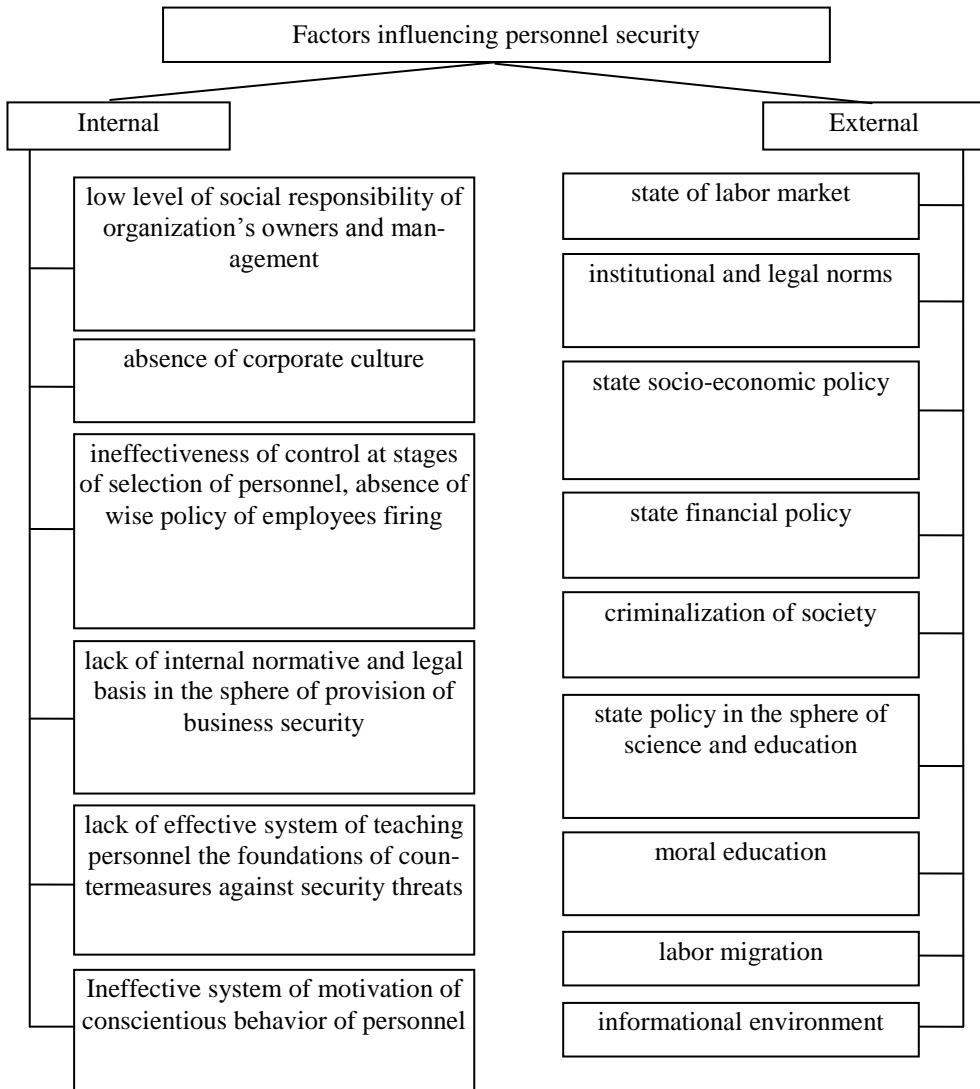 Factors influencing personnel security
Internal
External
low level of social responsibility of
organization’s owners and man-
agement
absence of corporate culture
ineffectiveness of control at stages
of selection of personnel, absence of
wise policy of employees firing
lack of internal normative and legal
basis in the sphere of provision of
business security
lack of effective system of teaching
personnel the foundations of coun-
termeasures against security threats
Ineffective system of motivation of
conscientious behavior of personnel
state of labor market
institutional and legal norms
state socio-economic policy
state financial policy
criminalization of society
state policy in the sphere of
science and education
moral education
labor migration
informational environment